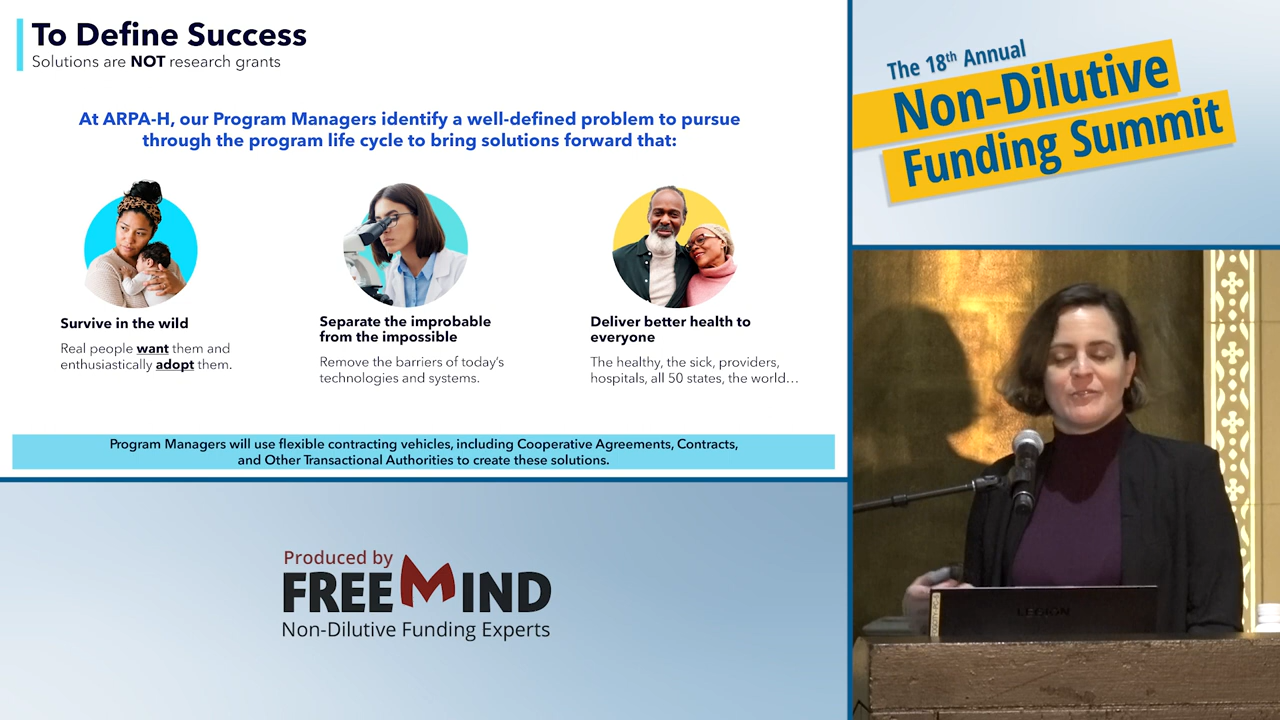 To Define Success
Solutions are NOT research grants
At ARPA-H, our Program Managers identify a well-defined problem to pursue
through the program life cycle to bring solutions forward that:
Survive in the wild
Real people want them and
enthusiastically adopt them.
Separate the improbable
from the impossible
Remove the barriers of today's
technologies and systems.
Deliver better health to
everyone
The healthy, the sick, providers,
hospitals, all 50 states, the world...
Program Managers will use flexible contracting vehicles, including Cooperative Agreements, Contracts,
and Other Transactional Authorities to create these solutions.
The 18th Annual
Non-Dilutive
Funding Summit
Produced by
FREEMIND
Non-Dilutive Funding Experts
LEGION